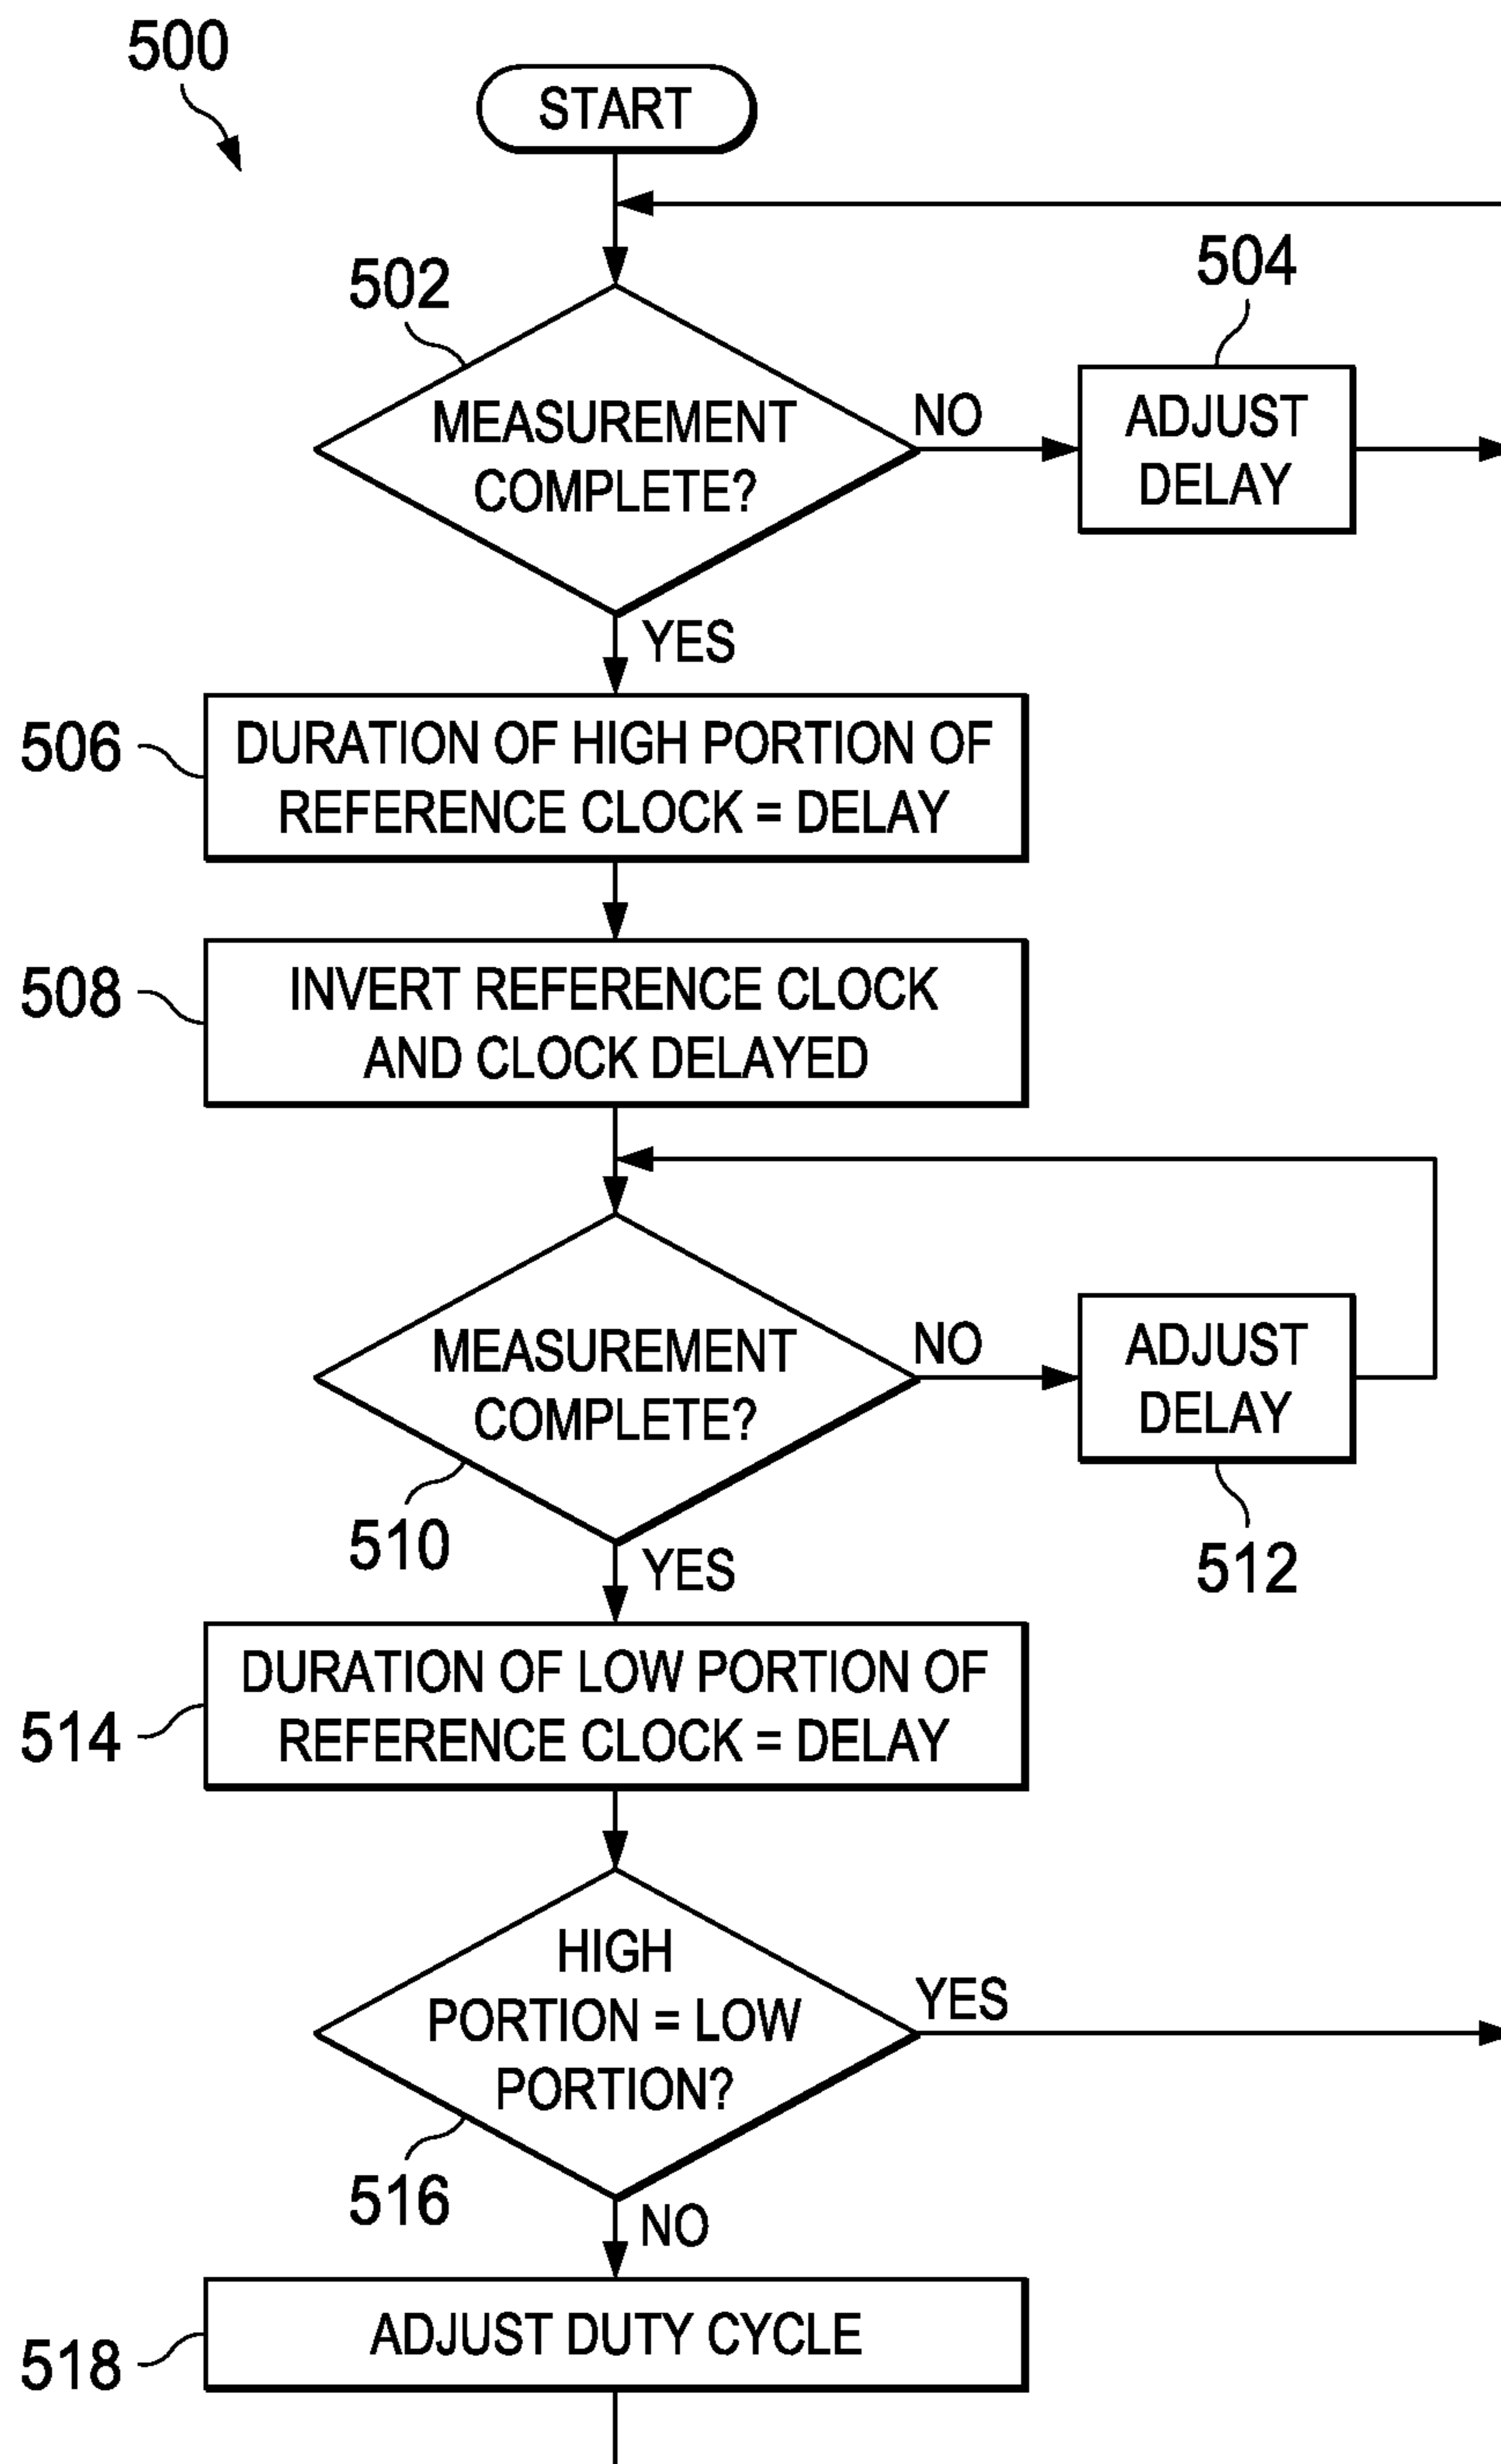 500
START
502
504
MEASUREMENT
COMPLETE?
NO
ADJUST
DELAY
YES
506
DURATION OF HIGH PORTION OF
REFERENCE CLOCK = DELAY
508
INVERT REFERENCE CLOCK
AND CLOCK DELAYED
MEASUREMENT
COMPLETE?
NO
ADJUST
DELAY
510
512
YES
514
DURATION OF LOW PORTION OF
REFERENCE CLOCK = DELAY
HIGH
PORTION = LOW
PORTION?
YES
516
NO
518
ADJUST DUTY CYCLE